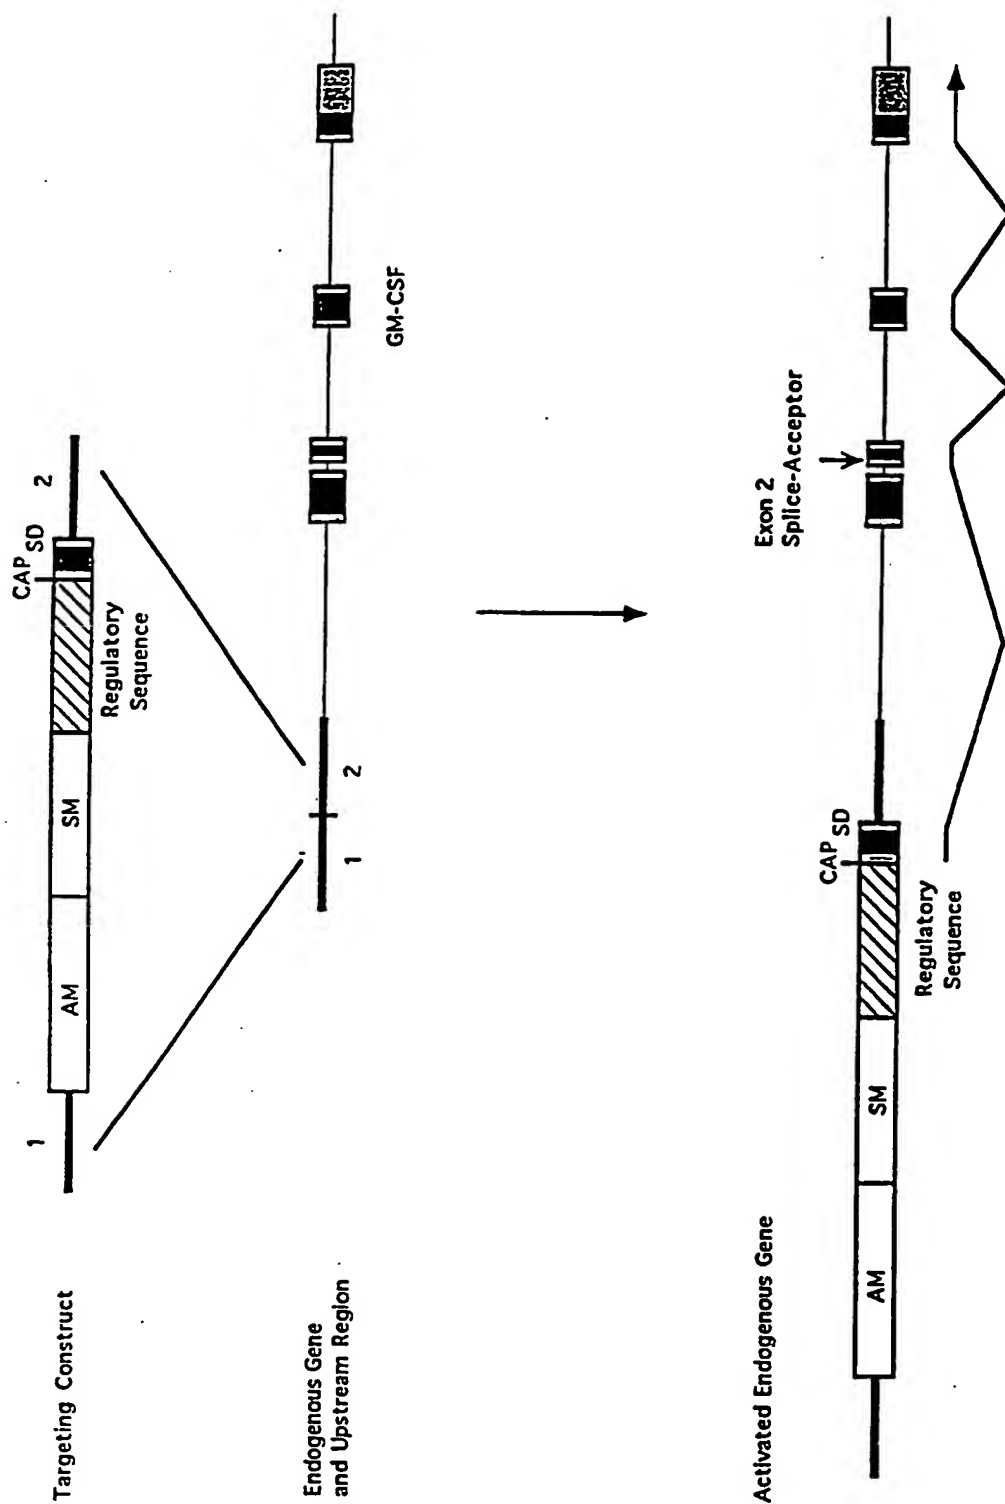 Targeting Construct
1
AM
SM
Regulatory
Sequence
CAP
SD
2
Endogenous Gene
and Upstream Region
1
2
GM-CSF
Activated Endogenous Gene
AM
SM
Regulatory
Sequence
CAP
SD
Exon 2
Splice-Acceptor